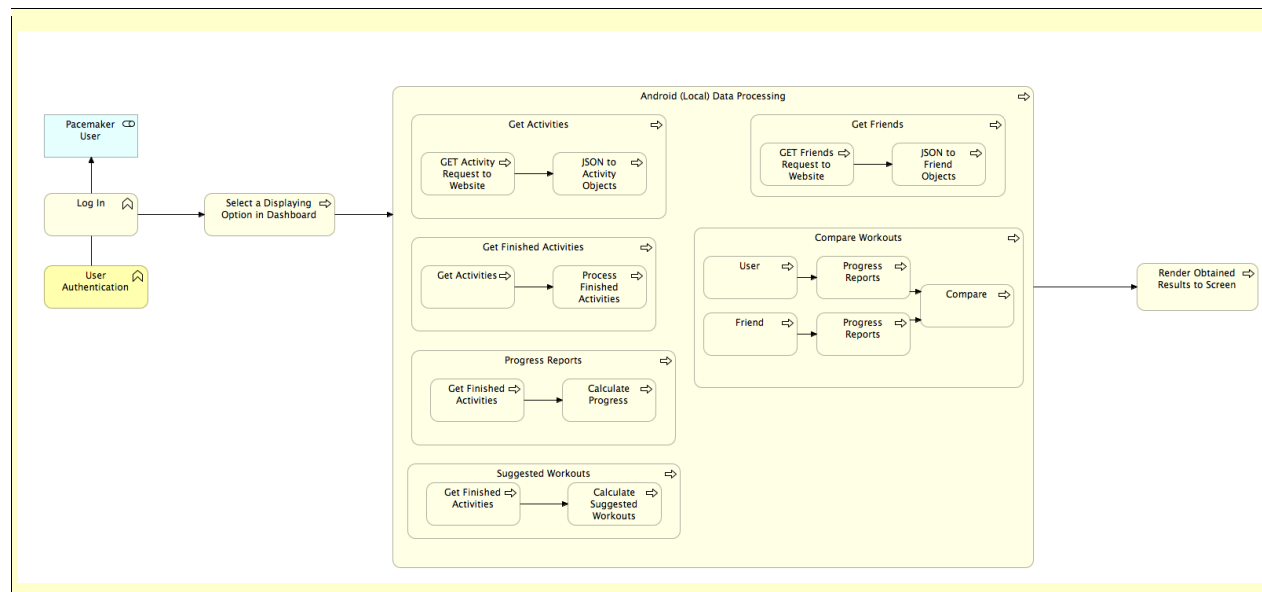 Android (Local) Data Processing
Pacemaker
User
Log In
User
Authentication
Select a Displaying
Option in Dashboard
Get Activities
GET Activity
Request to
Website
JSON to
Activity
Objects
Get Friends
GET Friends
Request to
Website
JSON to
Friend
Objects
Get Finished Activities
Get Activities
Process
Finished
Activities
Compare Workouts
User
Progress
Reports
Friend
Progress
Reports
Compare
Progress Reports
Get Finished
Activities
Calculate
Progress
Suggested Workouts
Get Finished
Activities
Calculate
Suggested
Workouts
Render Obtained
Results to Screen